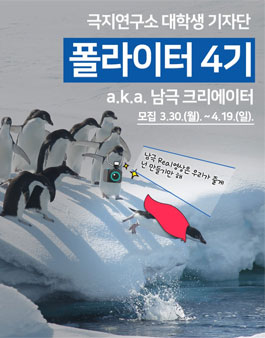 극지연구소 대학생 기자단
폴라이터 4기
a.k.a. 남극 크리에이터
모집 3.30.(월). ~4.19.(일).
남극 Real영상은 우리가 줄게
넌 만들기만 해